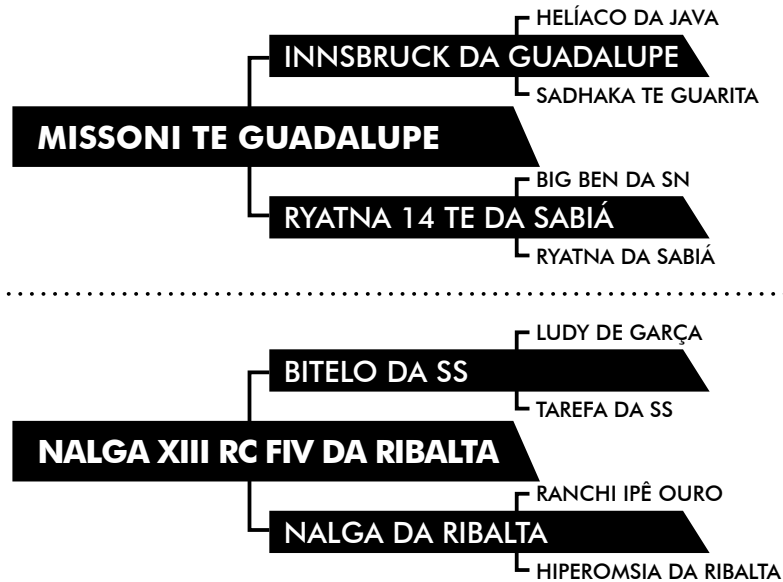 HELÍACO DA JAVA
INNSBRUCK DA GUADALUPE
SADHAKA TE GUARITA
MISSONI TE GUADALUPE
BIG BEN DA SN
RYATNA 14 TE DA SABIÁ
RYATNA DA SABIÁ
LUDY DE GARÇA
BITELO DA SS
TAREFA DA SS
NALGA XIII RC FIV DA RIBALTA
RANCHI IPÊ OURO
NALGA DA RIBALTA
HIPEROMSIA DA RIBALTA